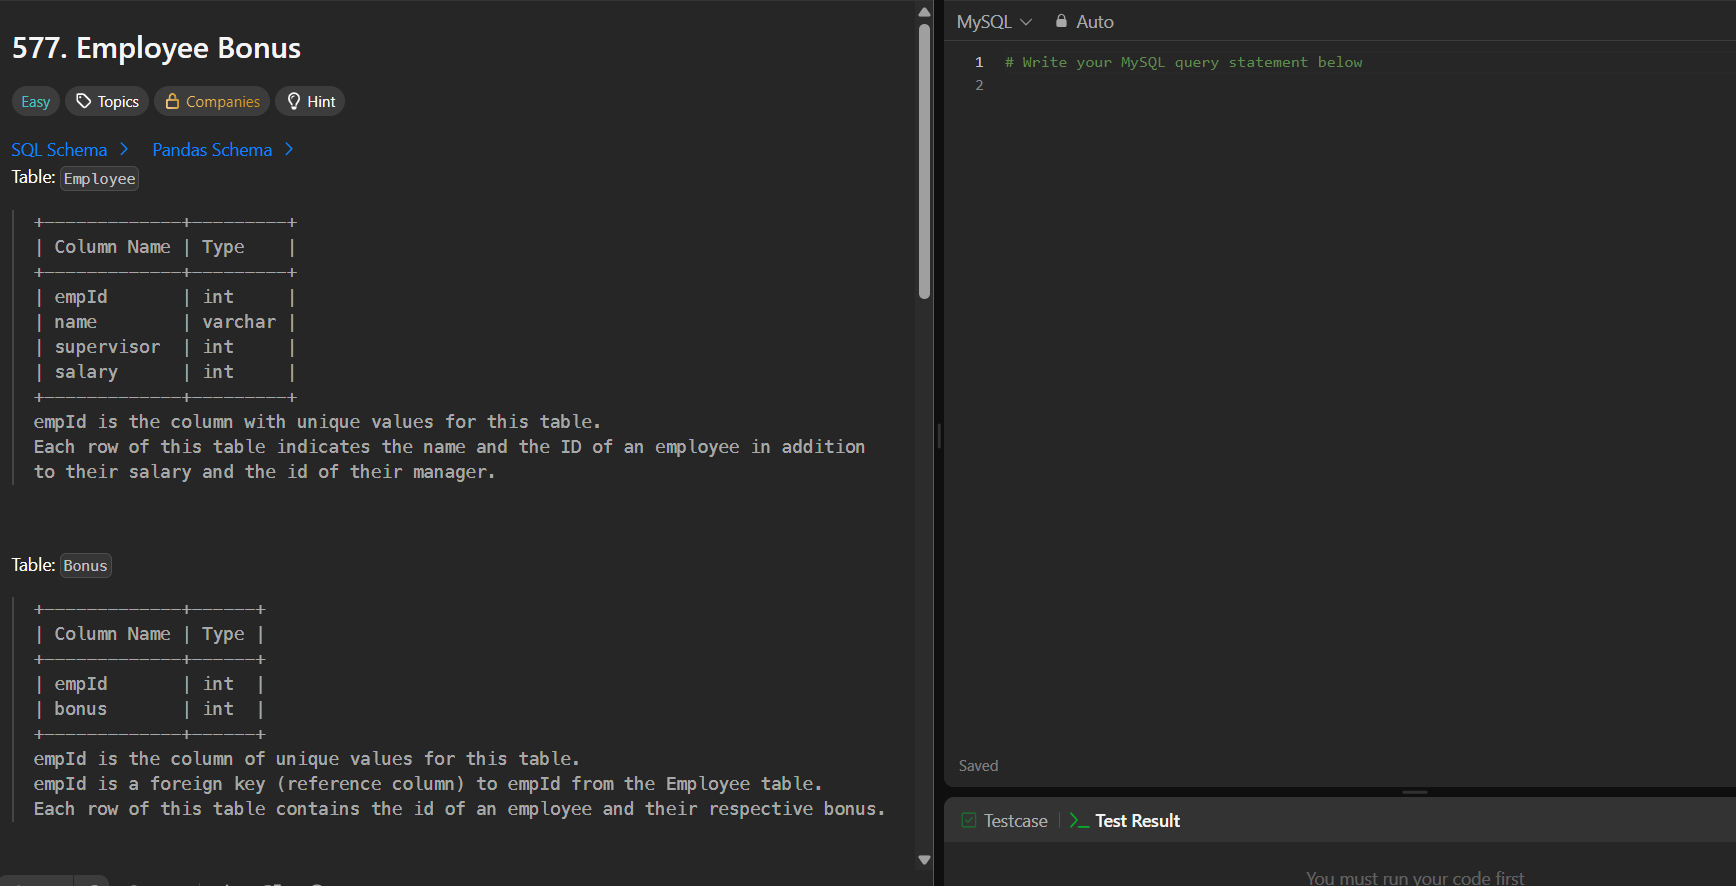 577. Employee Bonus
Easy
Topics
Companies
Hint
SQL Schema
Pandas Schema
Table: Employee
+-------------+---------+
| Column Name | Type    |
+-------------+---------+
| empId       | int     |
| name        | varchar |
| supervisor  | int     |
| salary      | int     |
+-------------+---------+
empId is the column with unique values for this table.
Each row of this table indicates the name and the ID of an employee in addition
to their salary and the id of their manager.
Table: Bonus
+-------------+------+
| Column Name | Type |
+-------------+------+
| empId       | int  |
| bonus       | int  |
+-------------+------+
empId is the column of unique values for this table.
empId is a foreign key (reference column) to empId from the Employee table.
Each row of this table contains the id of an employee and their respective bonus.
MySQL
Auto
1 # Write your MySQL query statement below
2
Saved
Testcase
Test Result
You must run your code first